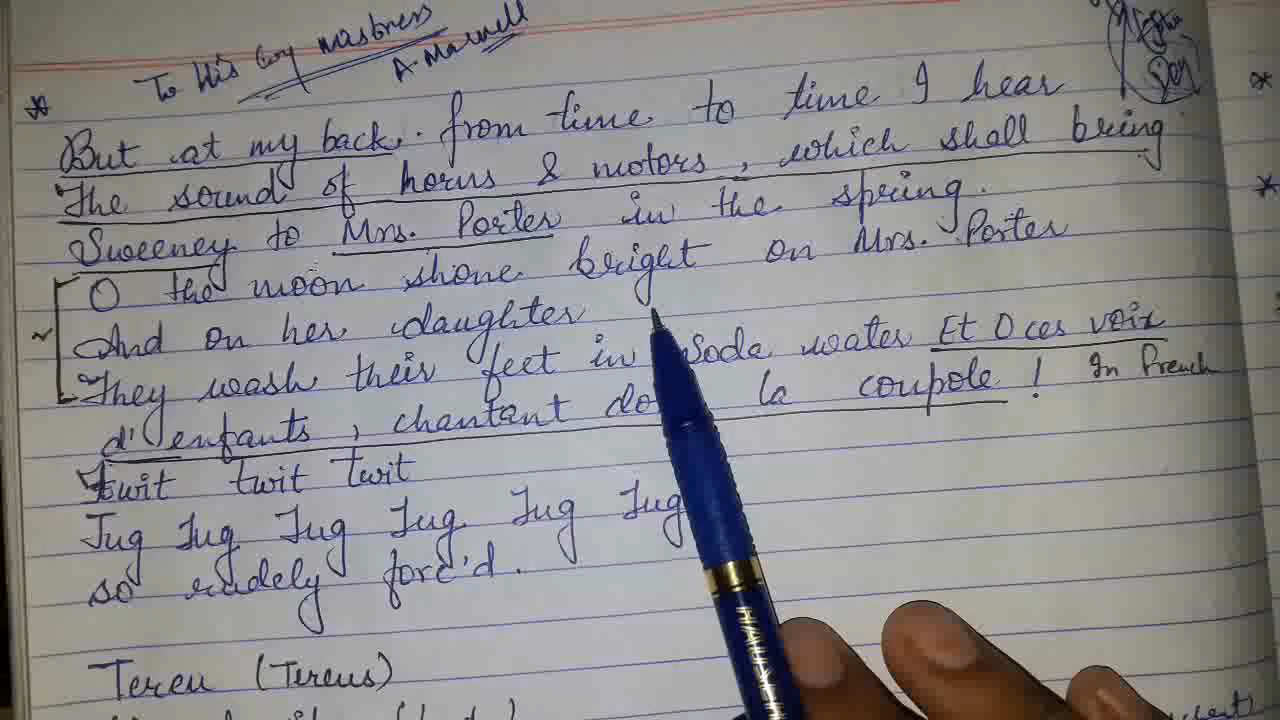 To His Coy mastress
A. Marvell
But at my back. from time to time I hear
The sound of horns & motors, which shall bring
Sweeney to Mrs. Porter in the spring.
O the moon shone bright on Mrs. Porter
And on her daughter
They wash their feet in soda water Et O ces voix
d'enfants, chantant da la coupole! In French
Twit twit twit
Jug Jug Jug Jug Jug Jug
so rudely forc'd.
Tereu (Tereus)